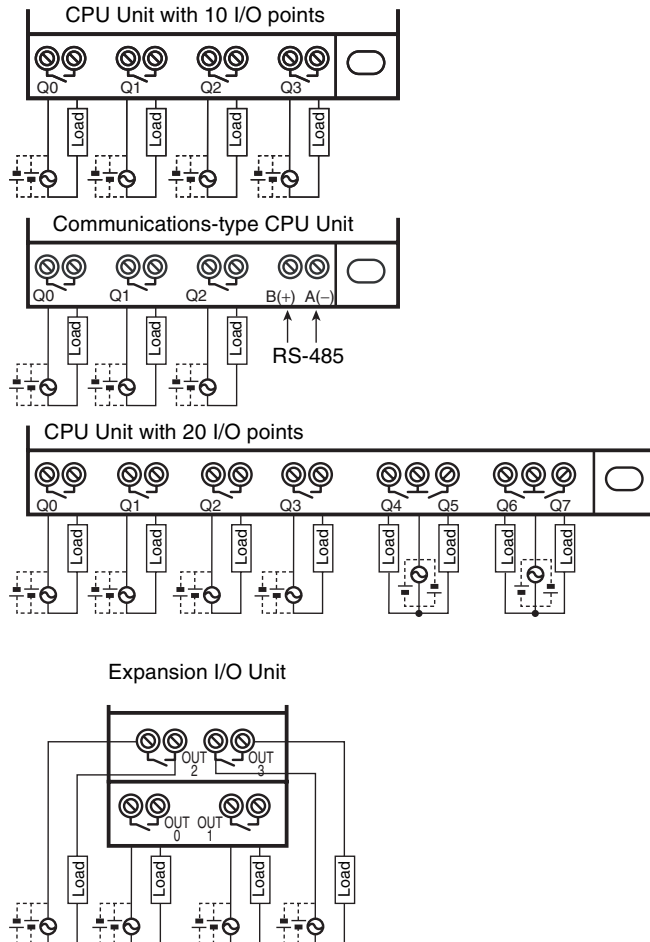 CPU Unit with 10 I/O points
Q0 Q1 Q2 Q3
Load Load Load Load
Communications-type CPU Unit
Q0 Q1 Q2 B(+) A(−)
Load Load Load
RS-485
CPU Unit with 20 I/O points
Q0 Q1 Q2 Q3 Q4 Q5 Q6 Q7
Load Load Load Load Load Load Load Load
Expansion I/O Unit
OUT 2 OUT 3
OUT 0 OUT 1
Load Load Load Load